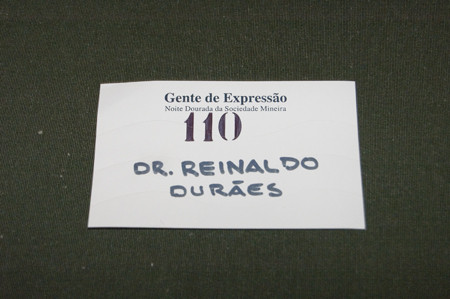 Gente de Expressão
Noite Dourada da Sociedade Mineira
110
DR. REINALDO
DURÃES